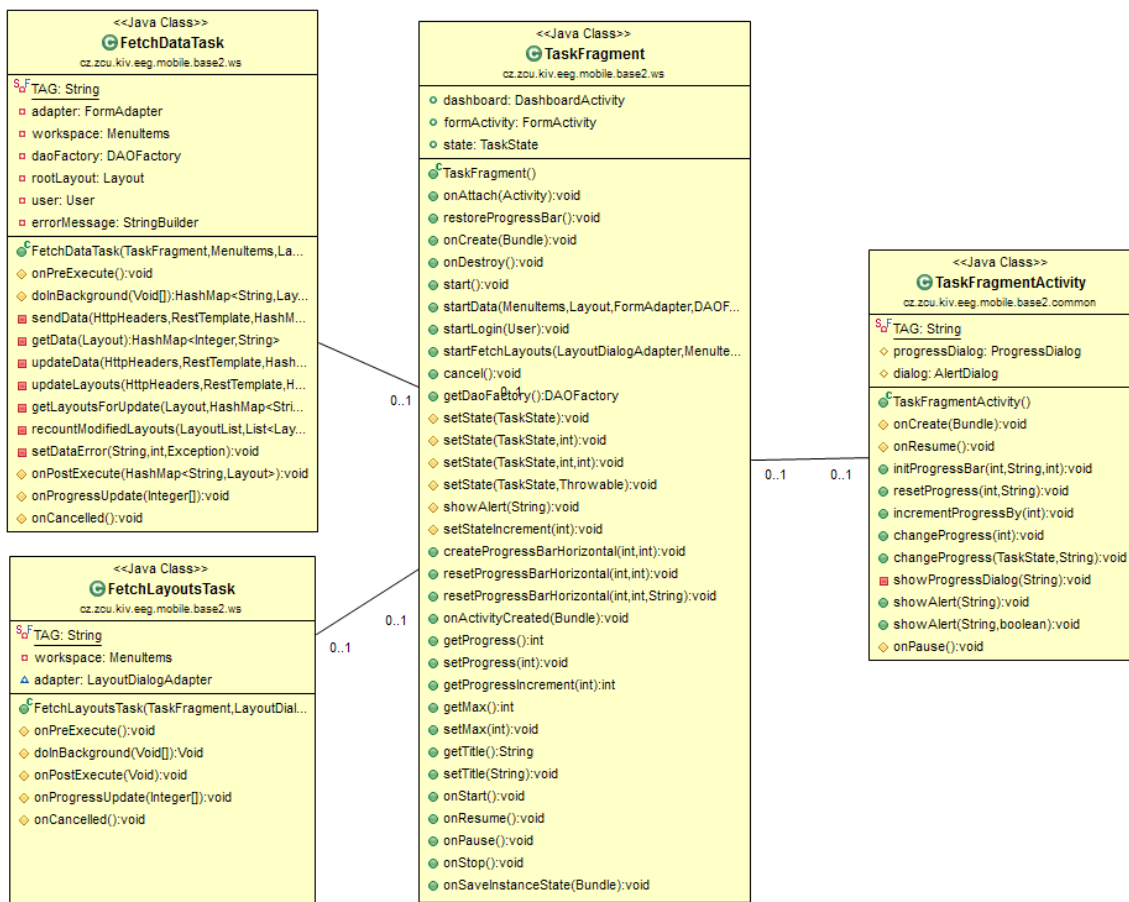 <<Java Class>>
FetchDataTask
cz.zcu.kiv.eeg.mobile.base2.ws
TAG: String
adapter: FormAdapter
workspace: MenuItems
daoFactory: DAOFactory
rootLayout: Layout
user: User
errorMessage: StringBuilder
FetchDataTask(TaskFragment,MenuItems,La...
onPreExecute():void
doInBackground(Void[]):HashMap<String,Lay...
sendData(HttpHeaders,RestTemplate,HashM...
getData(Layout):HashMap<Integer,String>
updateData(HttpHeaders,RestTemplate,Hash...
updateLayouts(HttpHeaders,RestTemplate,H...
getLayoutsForUpdate(Layout,HashMap<Stri...
recountModifiedLayouts(LayoutList,List<Lay...
setDataError(String,int,Exception):void
onPostExecute(HashMap<String,Layout>):void
onProgressUpdate(Integer[]):void
onCancelled():void
<<Java Class>>
FetchLayoutsTask
cz.zcu.kiv.eeg.mobile.base2.ws
TAG: String
workspace: MenuItems
adapter: LayoutDialogAdapter
FetchLayoutsTask(TaskFragment,LayoutDial...
onPreExecute():void
doInBackground(Void[]):Void
onPostExecute(Void):void
onProgressUpdate(Integer[]):void
onCancelled():void
0..1
0..1
0..1
0..1
<<Java Class>>
TaskFragment
cz.zcu.kiv.eeg.mobile.base2.ws
dashboard: DashboardActivity
formActivity: FormActivity
state: TaskState
TaskFragment()
onAttach(Activity):void
restoreProgressBar():void
onCreate(Bundle):void
onDestroy():void
start():void
startData(MenuItems,Layout,FormAdapter,DAOF...
startLogin(User):void
startFetchLayouts(LayoutDialogAdapter,MenuIte...
cancel():void
getDaoFactory():DAOFactory
setState(TaskState):void
setState(TaskState,int):void
setState(TaskState,int,int):void
setState(TaskState,Throwable):void
showAlert(String):void
setStateIncrement(int):void
createProgressBarHorizontal(int,int):void
resetProgressBarHorizontal(int,int):void
resetProgressBarHorizontal(int,int,String):void
onActivityCreated(Bundle):void
getProgress():int
setProgress(int):void
getProgressIncrement(int):int
getMax():int
setMax(int):void
getTitle():String
setTitle(String):void
onStart():void
onResume():void
onPause():void
onStop():void
onSaveInstanceState(Bundle):void
0..1
0..1
<<Java Class>>
TaskFragmentActivity
cz.zcu.kiv.eeg.mobile.base2.common
TAG: String
progressDialog: ProgressDialog
dialog: AlertDialog
TaskFragmentActivity()
onCreate(Bundle):void
onResume():void
initProgressBar(int,String,int):void
resetProgress(int,String):void
incrementProgressBy(int):void
changeProgress(int):void
changeProgress(TaskState,String):void
showProgressDialog(String):void
showAlert(String):void
showAlert(String,boolean):void
onPause():void